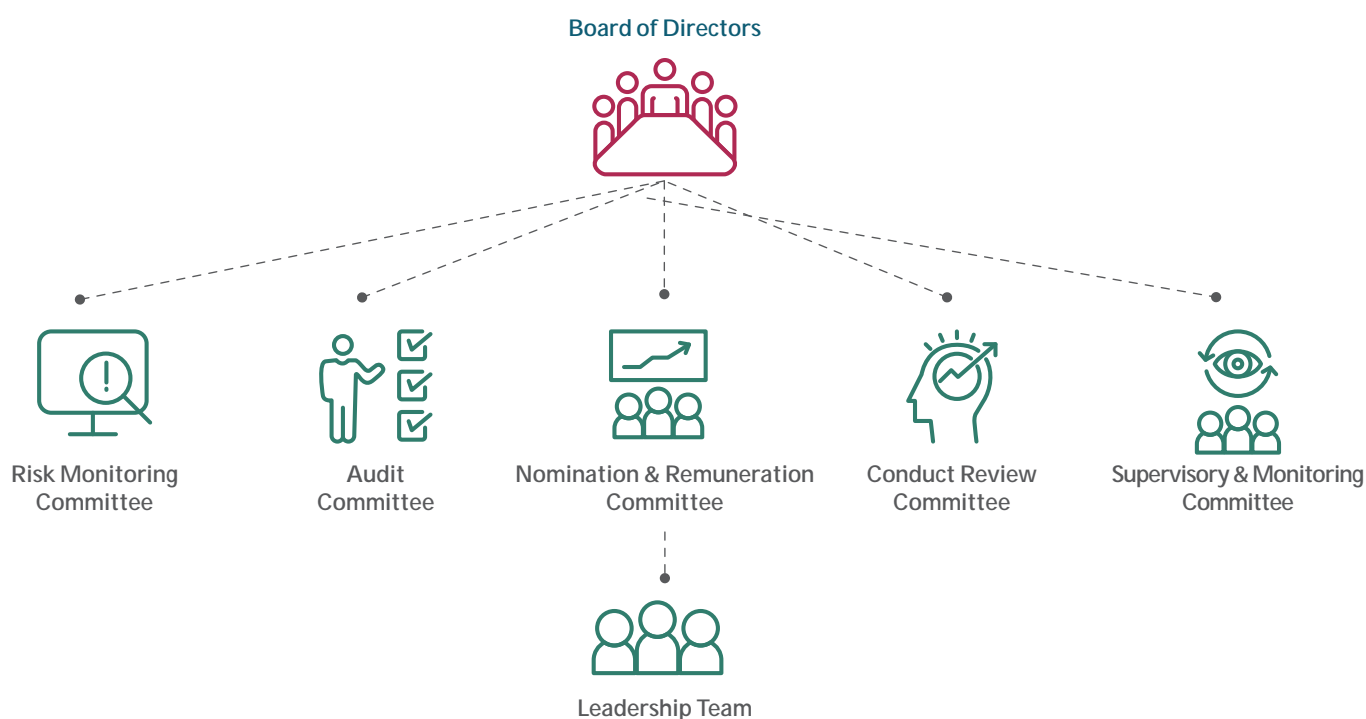 Board of Directors
Risk Monitoring
Committee
Audit
Committee
Nomination & Remuneration
Committee
Conduct Review
Committee
Supervisory & Monitoring
Committee
Leadership Team